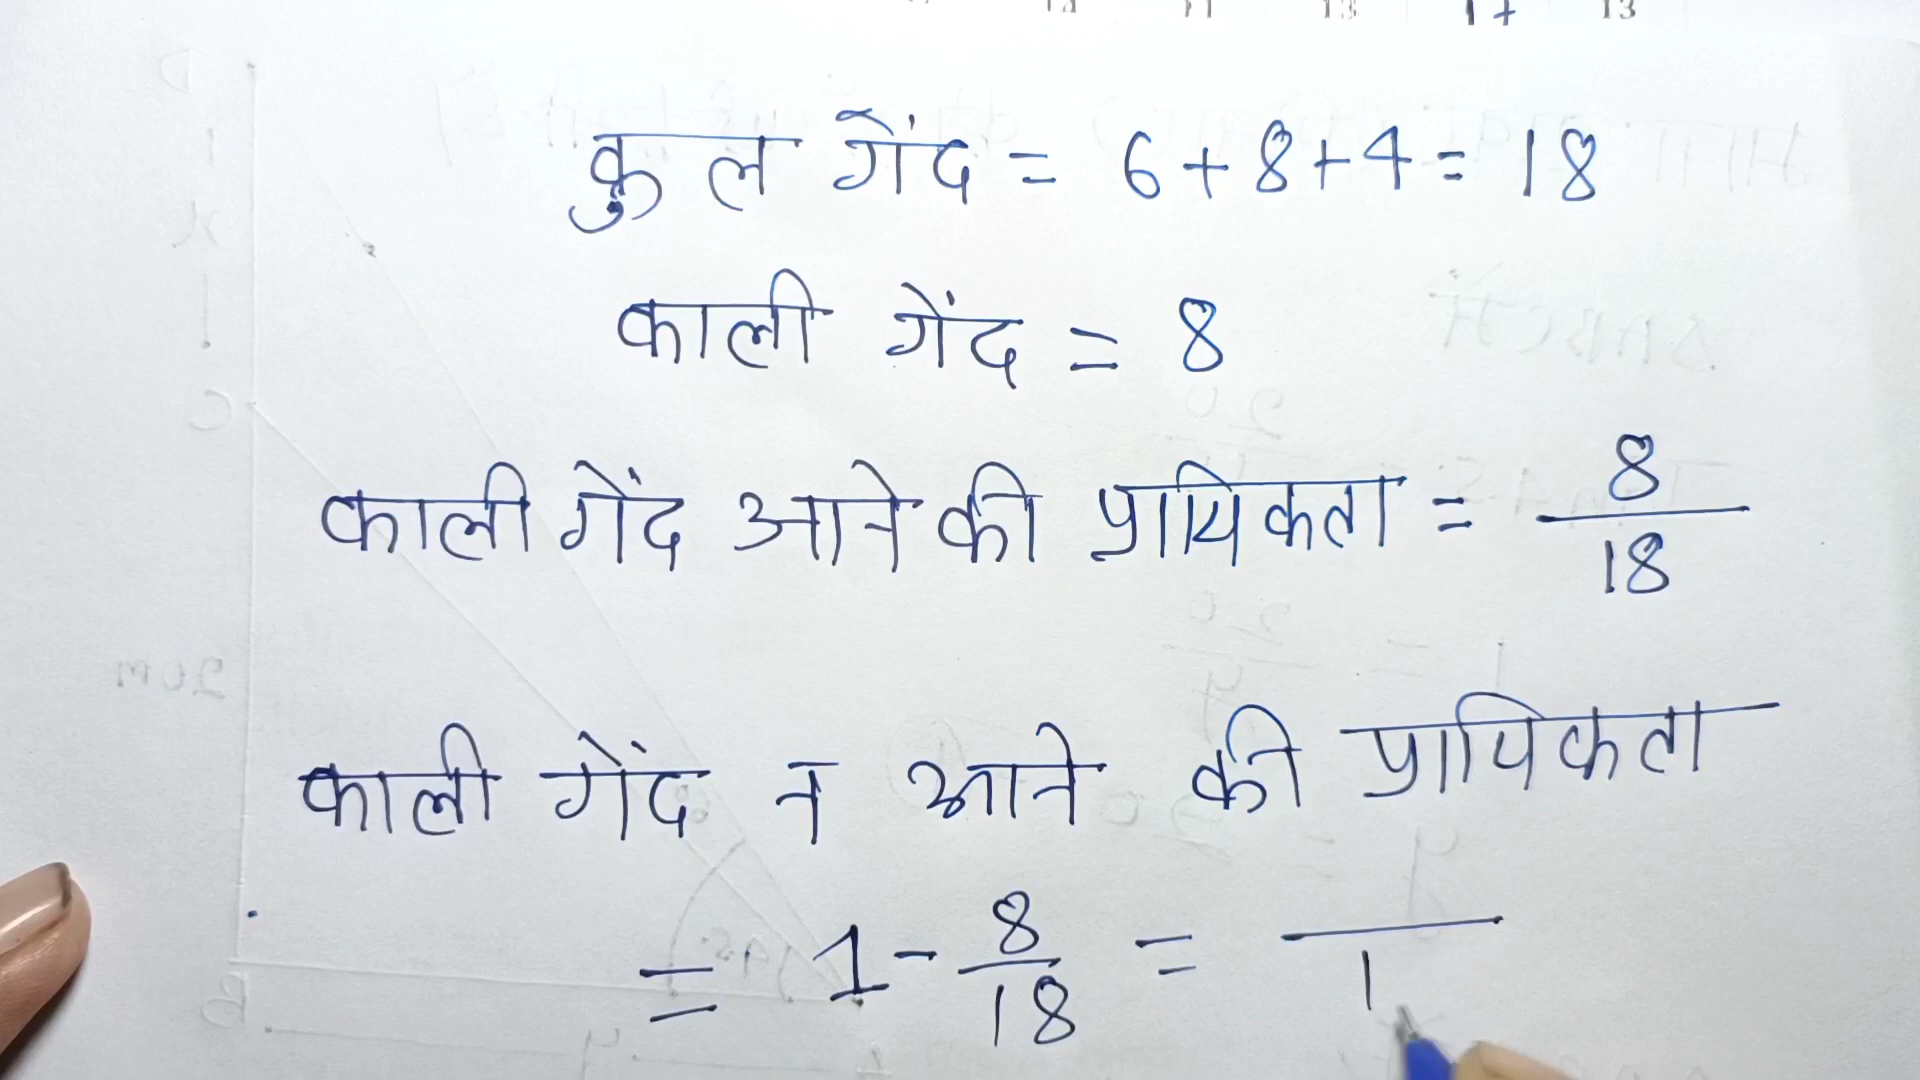 कुल गेंद = 6 + 8 + 4 = 18
काली गेंद = 8
काली गेंद आने की प्रायिकता = 8/18
काली गेंद न आने की प्रायिकता
= 1 - 8/18 = /1